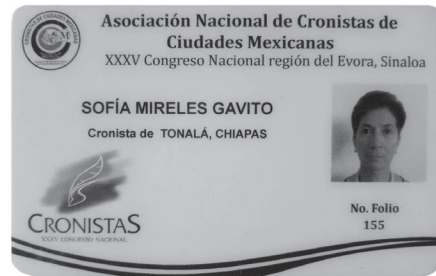 Asociación Nacional de Cronistas de
Ciudades Mexicanas
XXXV Congreso Nacional región del Evora, Sinaloa
SOFÍA MIRELES GAVITO
Cronista de TONALÁ, CHIAPAS
CRONISTAS
XXXV CONGRESO NACIONAL
No. Folio
155